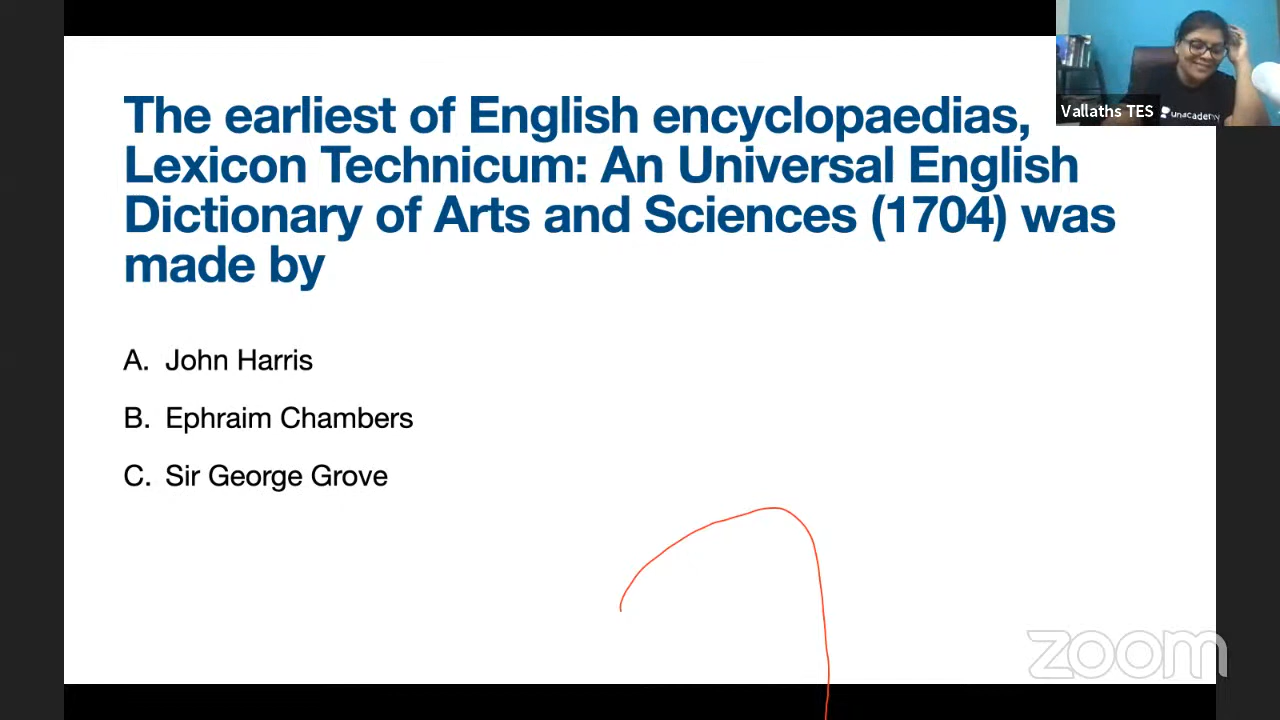 The earliest of English encyclopaedias,
Lexicon Technicum: An Universal English
Dictionary of Arts and Sciences (1704) was
made by
A. John Harris
B. Ephraim Chambers
C. Sir George Grove
Vallaths TES
unacademy
zoom